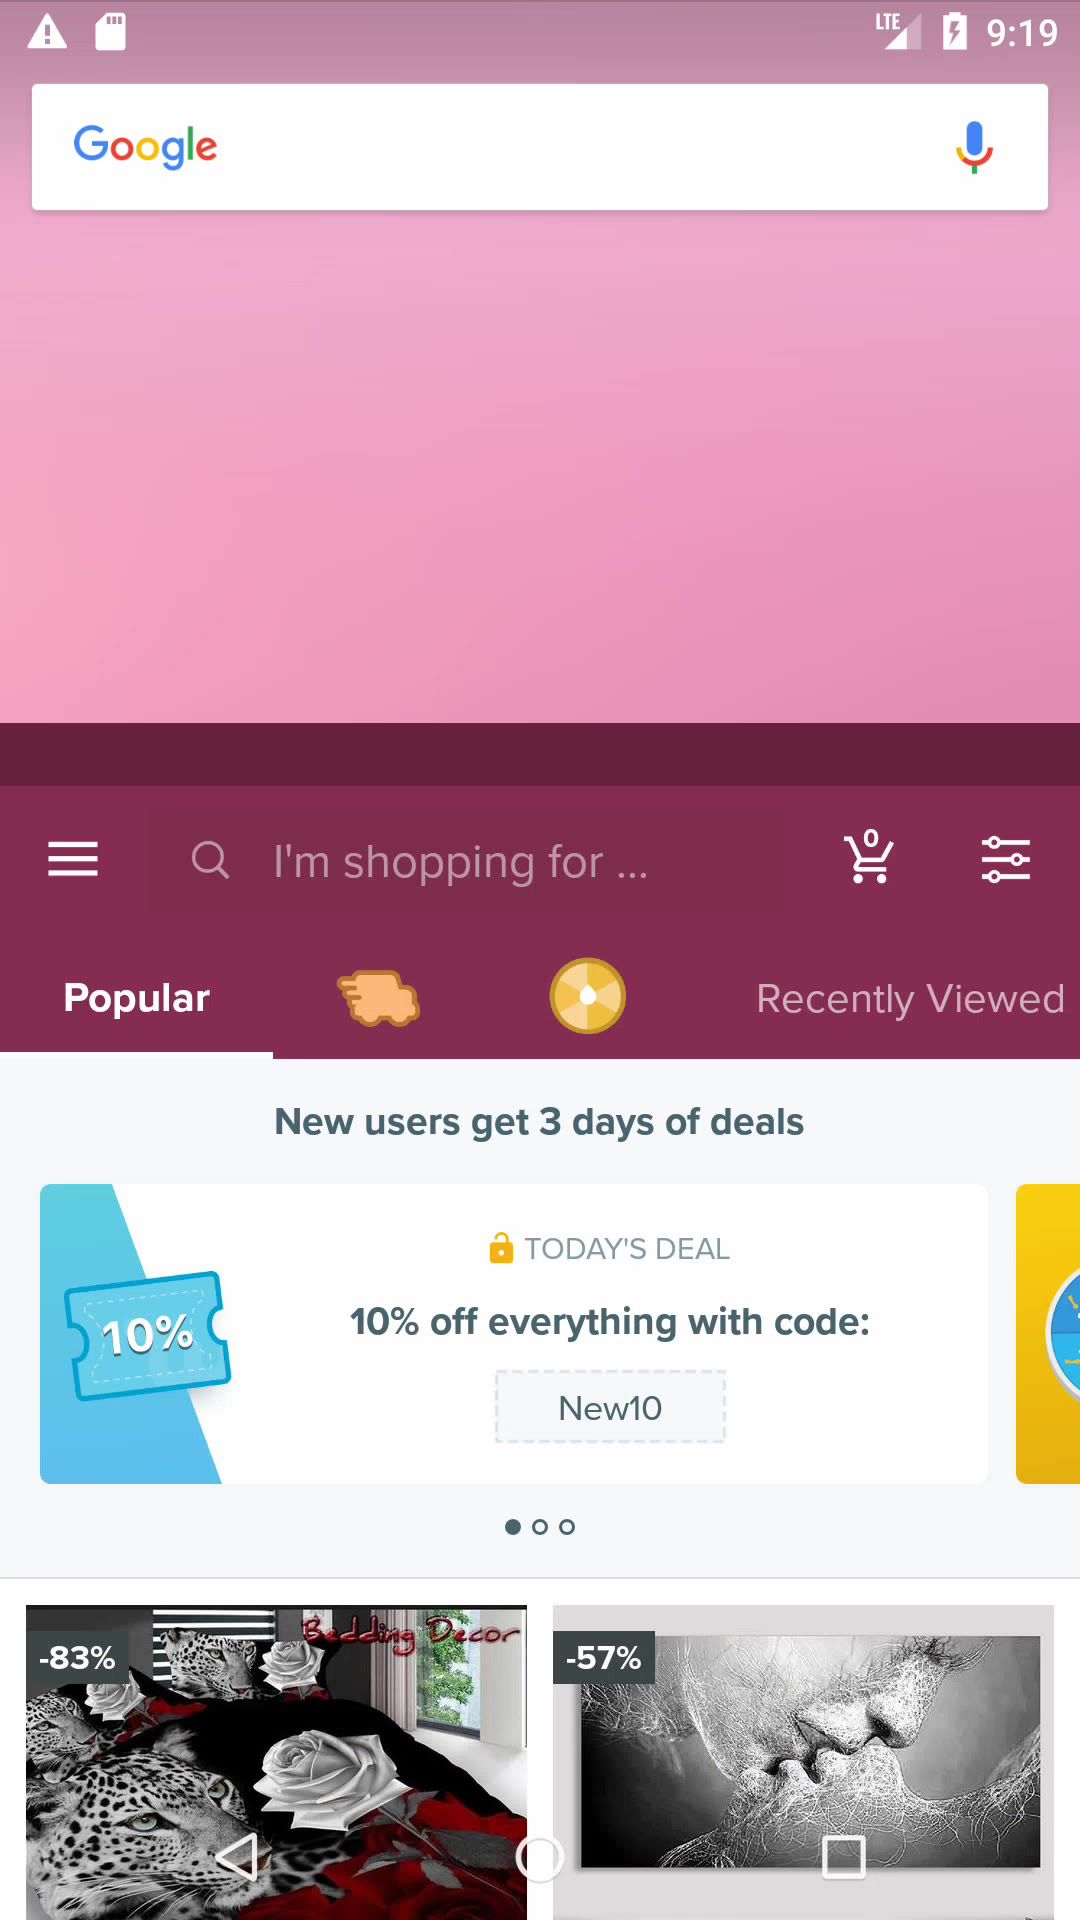 LTE 9:19
Google
0
I'm shopping for ...
Popular
Recently Viewed
New users get 3 days of deals
TODAY'S DEAL
10% off everything with code:
10%
New10
Bedding Decor
-83%
-57%